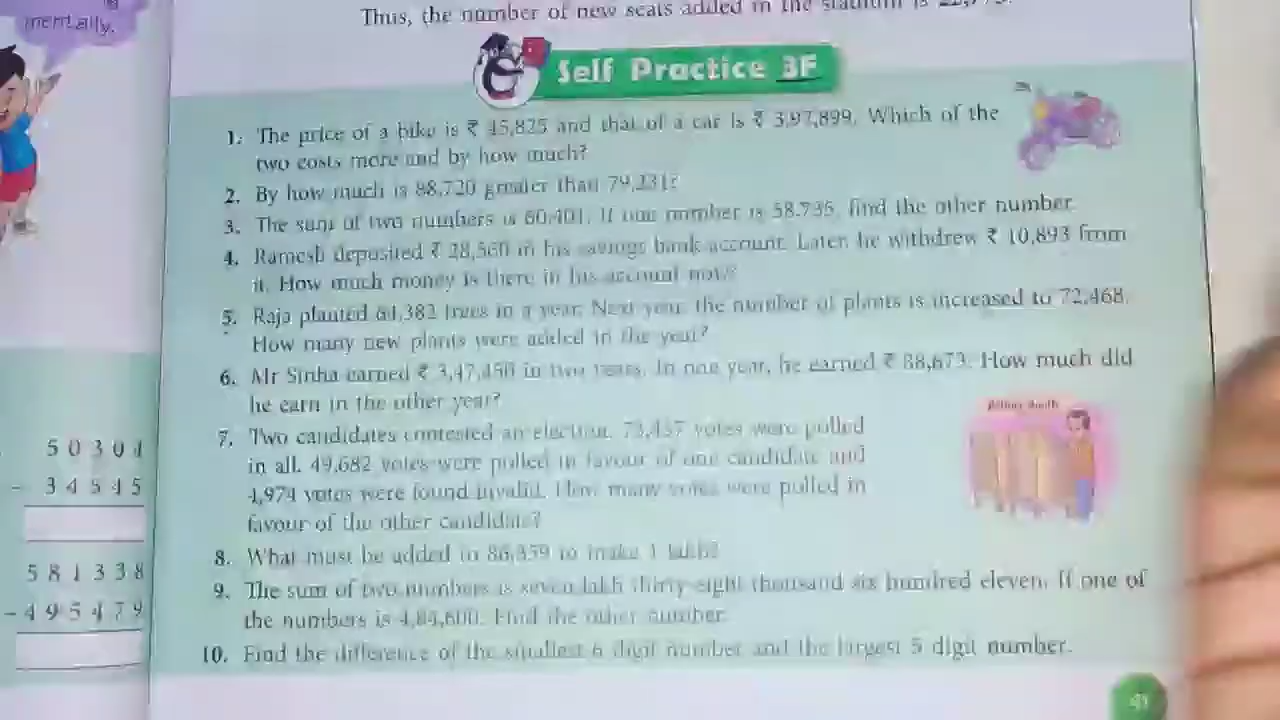 mentally.
Thus, the number of new seats added in the stadium is
Self Practice 3F
1. The price of a bike is ₹ 45,825 and that of a car is ₹ 3,97,899. Which of the
two costs more and by how much?
2. By how much is 88,720 greater than 79,231?
3. The sum of two numbers is 80,401. If one number is 58,735, find the other number.
4. Ramesh deposited ₹ 28,560 in his savings bank account. Later, he withdrew ₹ 10,893 from
it. How much money is there in his account now?
5. Raja planted 64,382 trees in a year. Next year, the number of plants is increased to 72,468.
How many new plants were added in the year?
6. Mr Sinha earned ₹ 3,47,450 in two years. In one year, he earned ₹ 88,673. How much did
he earn in the other year?
Polling Booth
7. Two candidates contested an election. 73,457 votes were polled
in all. 49,682 votes were polled in favour of one candidate and
4,974 votes were found invalid. How many votes were polled in
favour of the other candidate?
8. What must be added to 86,359 to make 1 lakh?
9. The sum of two numbers is seven lakh thirty-eight thousand six hundred eleven. If one of
the numbers is 4,84,600. Find the other number.
10. Find the difference of the smallest 6 digit number and the largest 5 digit number.
5 0 3 0 4
- 3 4 5 4 5
5 8 1 3 3 8
- 4 9 5 4 7 9